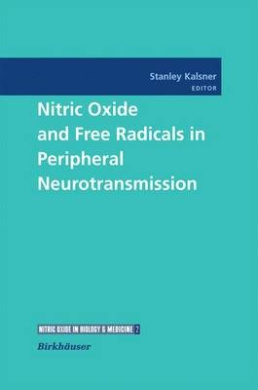 Stanley Kalsner
EDITOR
Nitric Oxide
and Free Radicals in
Peripheral
Neurotransmission
NITRIC OXIDE IN BIOLOGY & MEDICINE 2
Birkhäuser